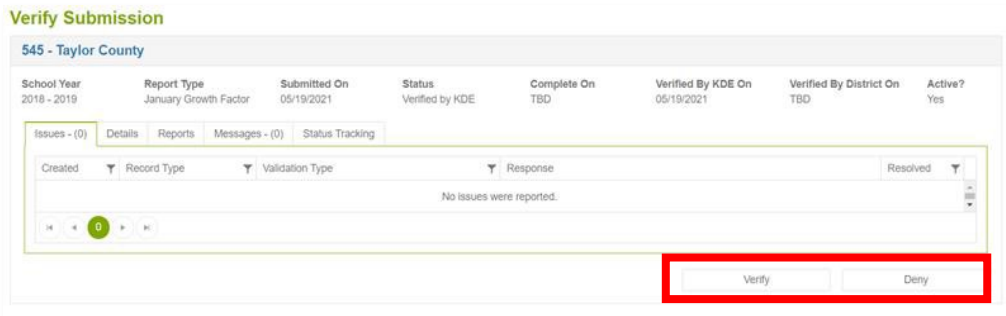 Verify Submission
545 - Taylor County
School Year Report Type Submitted On Status Complete On Verified By KDE On Verified By District On Active?
2018 - 2019 January Growth Factor 05/19/2021 Verified by KDE TBD 05/19/2021 TBD Yes
Issues - (0) Details Reports Messages - (0) Status Tracking
Created Record Type Validation Type Response Resolved
No issues were reported.
0
Verify Deny